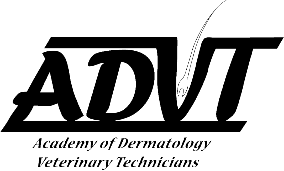 ADVT
Academy of Dermatology
Veterinary Technicians